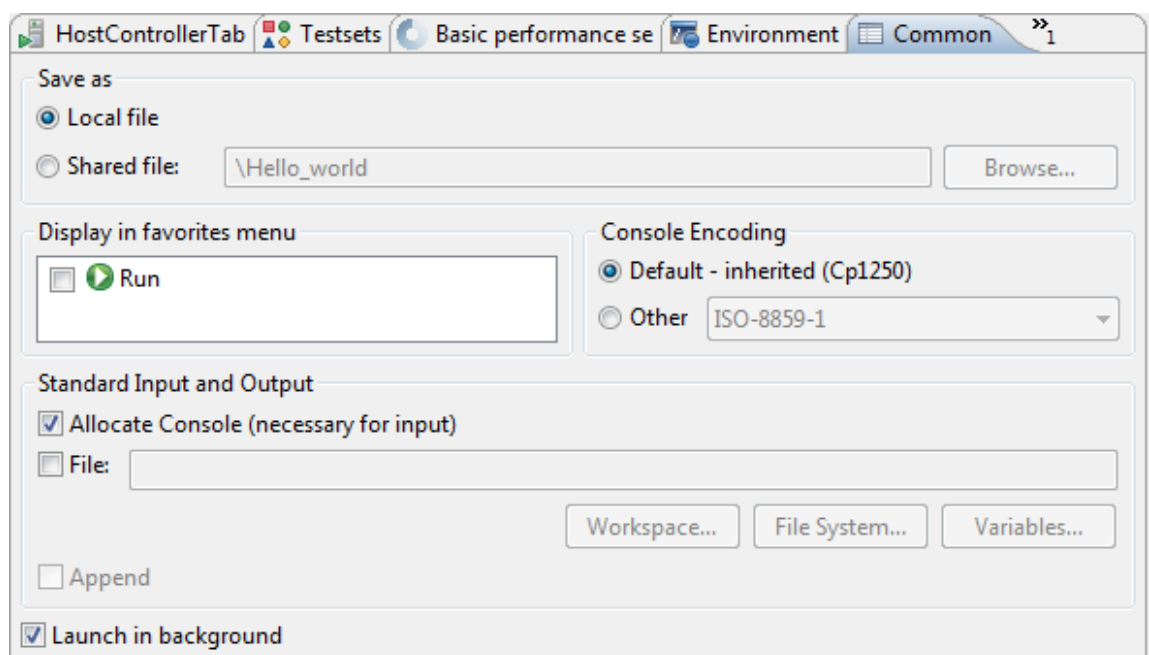 HostControllerTab Testsets Basic performance se Environment Common »1
Save as
Local file
Shared file: \Hello_world Browse...
Display in favorites menu
Run
Console Encoding
Default - inherited (Cp1250)
Other ISO-8859-1
Standard Input and Output
Allocate Console (necessary for input)
File:
Workspace... File System... Variables...
Append
Launch in background